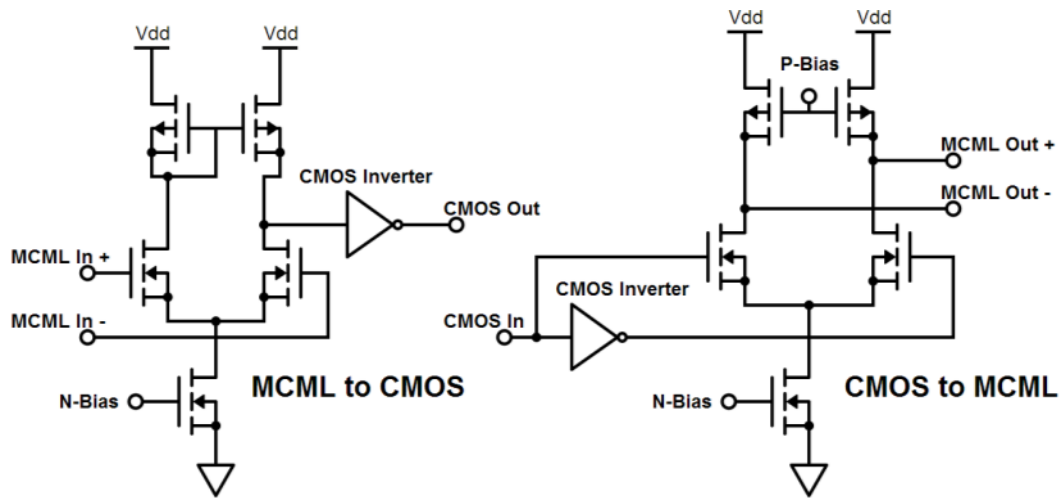 Vdd
Vdd
CMOS Inverter
CMOS Out
MCML In +
MCML In -
N-Bias
MCML to CMOS
Vdd
Vdd
P-Bias
MCML Out +
MCML Out -
CMOS Inverter
CMOS In
N-Bias
CMOS to MCML